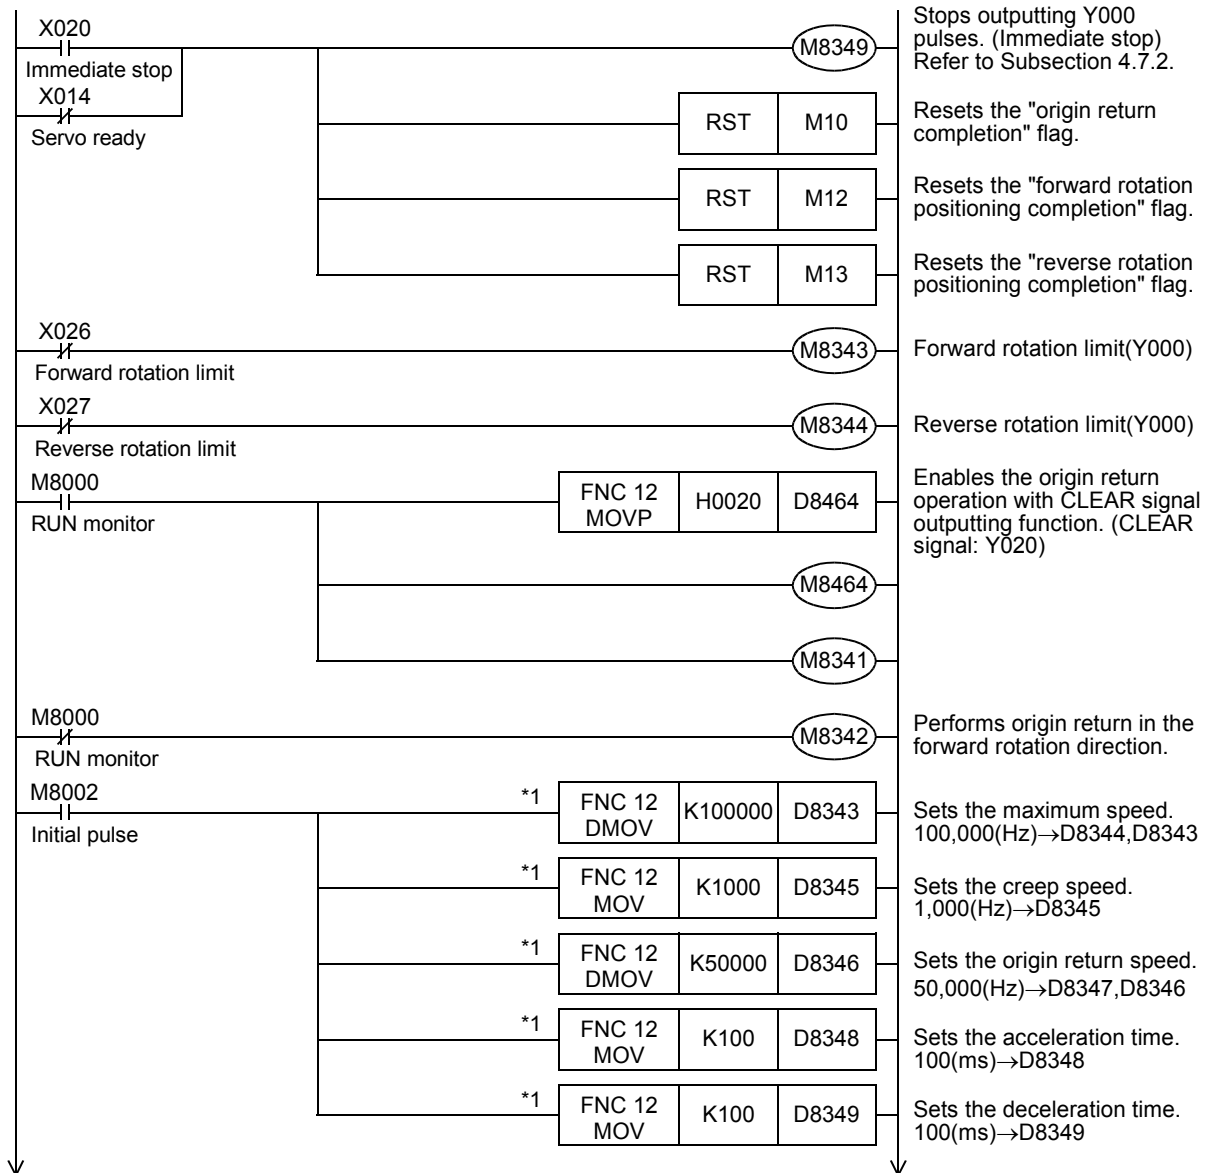 X020
Immediate stop
X014
Servo ready
M8349
Stops outputting Y000
pulses. (Immediate stop)
Refer to Subsection 4.7.2.
RST M10
Resets the "origin return
completion" flag.
RST M12
Resets the "forward rotation
positioning completion" flag.
RST M13
Resets the "reverse rotation
positioning completion" flag.
X026
Forward rotation limit
M8343
Forward rotation limit(Y000)
X027
Reverse rotation limit
M8344
Reverse rotation limit(Y000)
M8000
RUN monitor
FNC 12
MOVP
H0020 D8464
Enables the origin return
operation with CLEAR signal
outputting function. (CLEAR
signal: Y020)
M8464
M8341
M8000
RUN monitor
M8342
Performs origin return in the
forward rotation direction.
M8002
Initial pulse
*1
FNC 12
DMOV
K100000 D8343
Sets the maximum speed.
100,000(Hz)→D8344,D8343
*1
FNC 12
MOV
K1000 D8345
Sets the creep speed.
1,000(Hz)→D8345
*1
FNC 12
DMOV
K50000 D8346
Sets the origin return speed.
50,000(Hz)→D8347,D8346
*1
FNC 12
MOV
K100 D8348
Sets the acceleration time.
100(ms)→D8348
*1
FNC 12
MOV
K100 D8349
Sets the deceleration time.
100(ms)→D8349